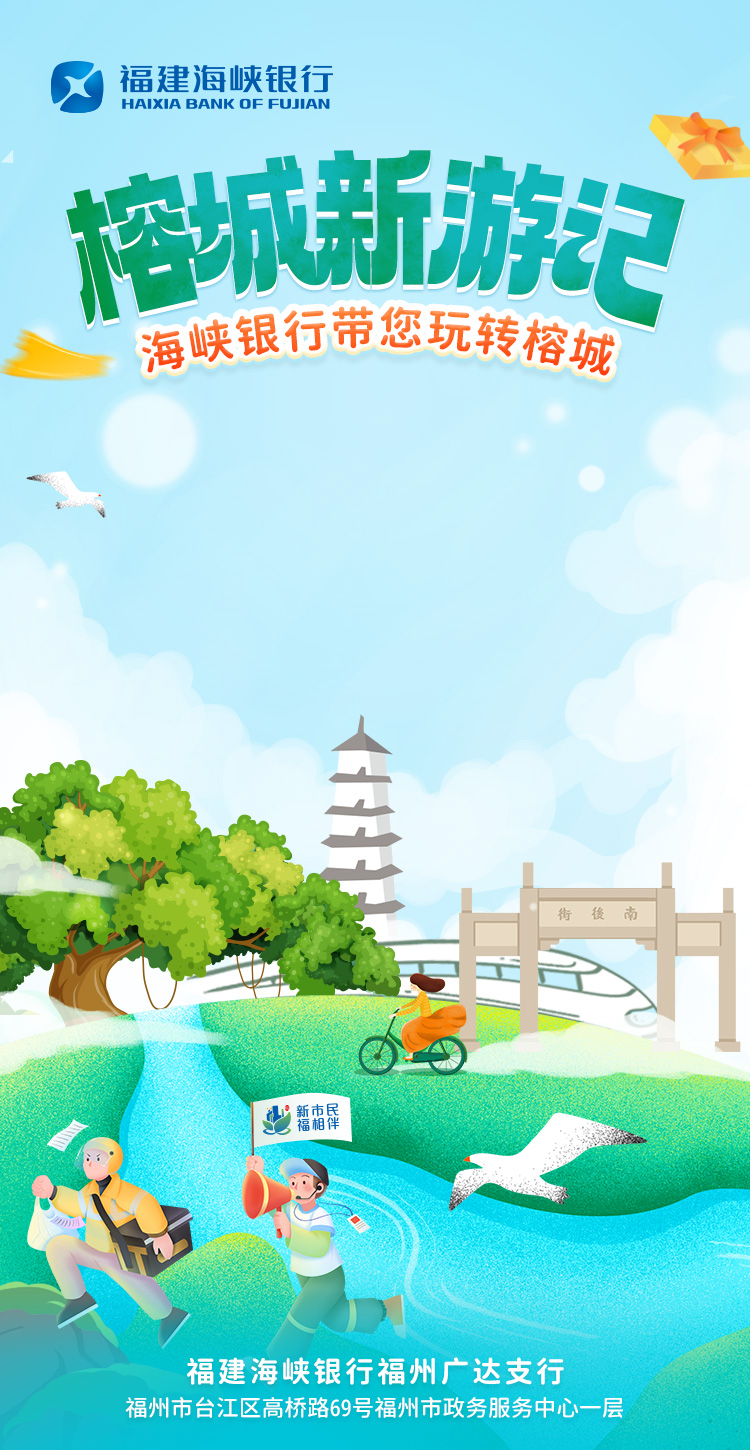 福建海峡银行
HAIXIA BANK OF FUJIAN
榕城新游记
海峡银行带您玩转榕城
街後南
新市民
福相伴
福建海峡银行福州广达支行
福州市台江区高桥路69号福州市政务服务中心一层